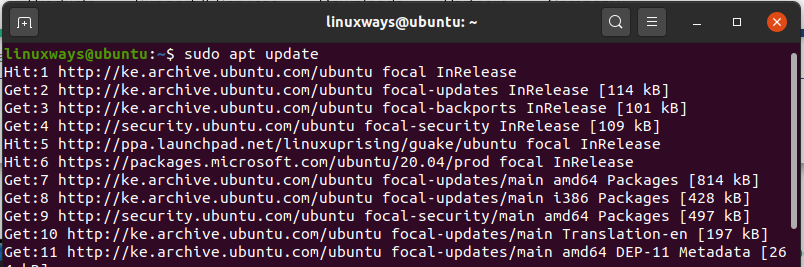 linuxways@ubuntu: ~
linuxways@ubuntu:~$ sudo apt update
Hit:1 http://ke.archive.ubuntu.com/ubuntu focal InRelease
Get:2 http://ke.archive.ubuntu.com/ubuntu focal-updates InRelease [114 kB]
Get:3 http://ke.archive.ubuntu.com/ubuntu focal-backports InRelease [101 kB]
Get:4 http://security.ubuntu.com/ubuntu focal-security InRelease [109 kB]
Hit:5 http://ppa.launchpad.net/linuxuprising/guake/ubuntu focal InRelease
Hit:6 https://packages.microsoft.com/ubuntu/20.04/prod focal InRelease
Get:7 http://ke.archive.ubuntu.com/ubuntu focal-updates/main amd64 Packages [814 kB]
Get:8 http://ke.archive.ubuntu.com/ubuntu focal-updates/main i386 Packages [428 kB]
Get:9 http://security.ubuntu.com/ubuntu focal-security/main amd64 Packages [497 kB]
Get:10 http://ke.archive.ubuntu.com/ubuntu focal-updates/main Translation-en [197 kB]
Get:11 http://ke.archive.ubuntu.com/ubuntu focal-updates/main amd64 DEP-11 Metadata [26